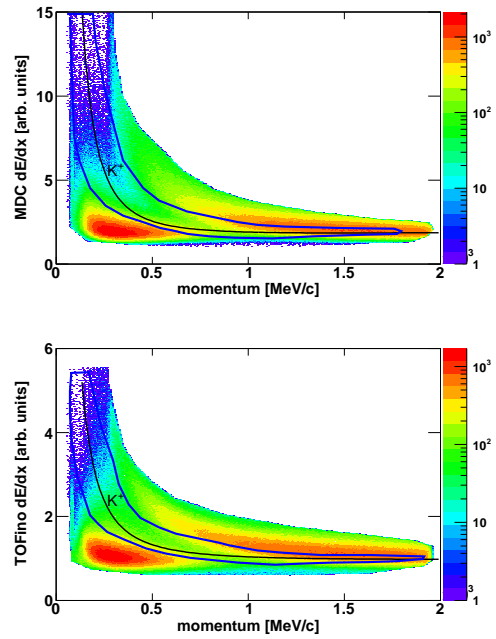 15
10
5
0
MDC dE/dx [arb. units]
K⁺
0 0.5 1 1.5 2
momentum [MeV/c]
10³
10²
10
3
1
6
4
2
0
TOFino dE/dx [arb. units]
K⁺
0 0.5 1 1.5 2
momentum [MeV/c]
10³
10²
10
3
1